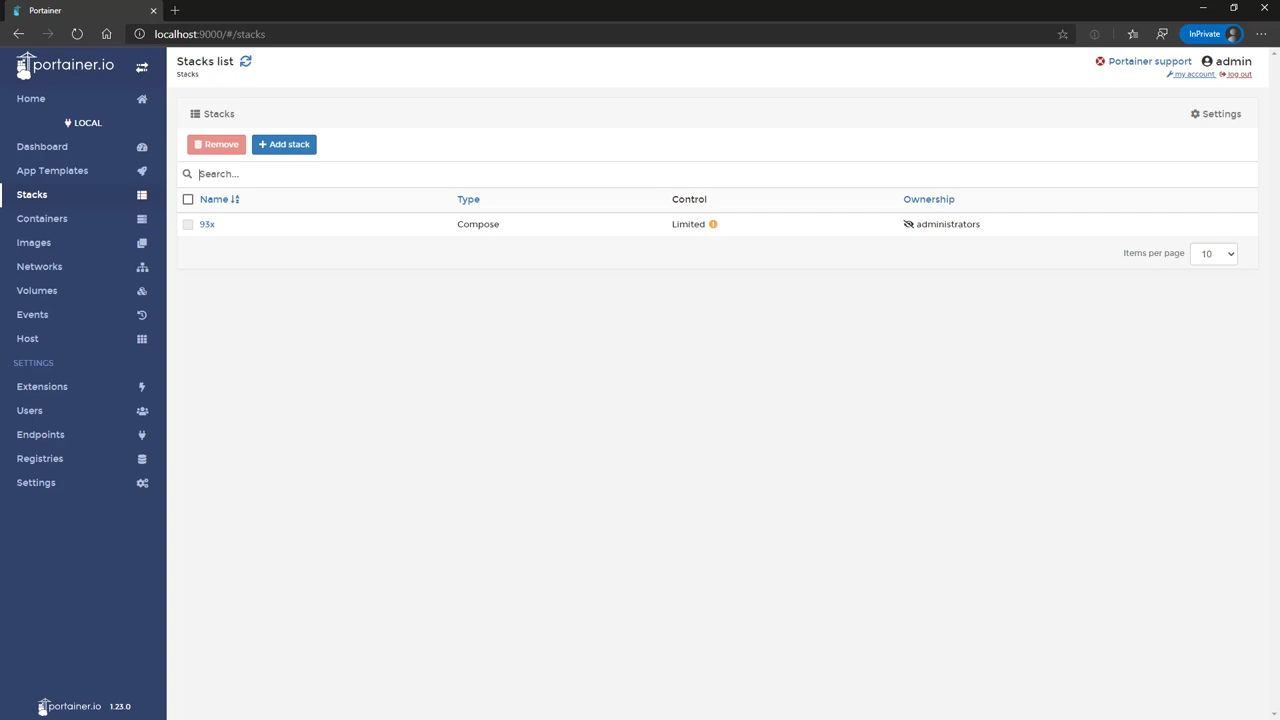 Portainer
localhost:9000/#/stacks
InPrivate
portainer.io
Home
LOCAL
Dashboard
App Templates
Stacks
Containers
Images
Networks
Volumes
Events
Host
SETTINGS
Extensions
Users
Endpoints
Registries
Settings
portainer.io 1.23.0
Stacks list
Stacks
Portainer support admin
my account log out
Stacks Settings
Remove + Add stack
Search...
Name Type Control Ownership
93x Compose Limited administrators
Items per page 10